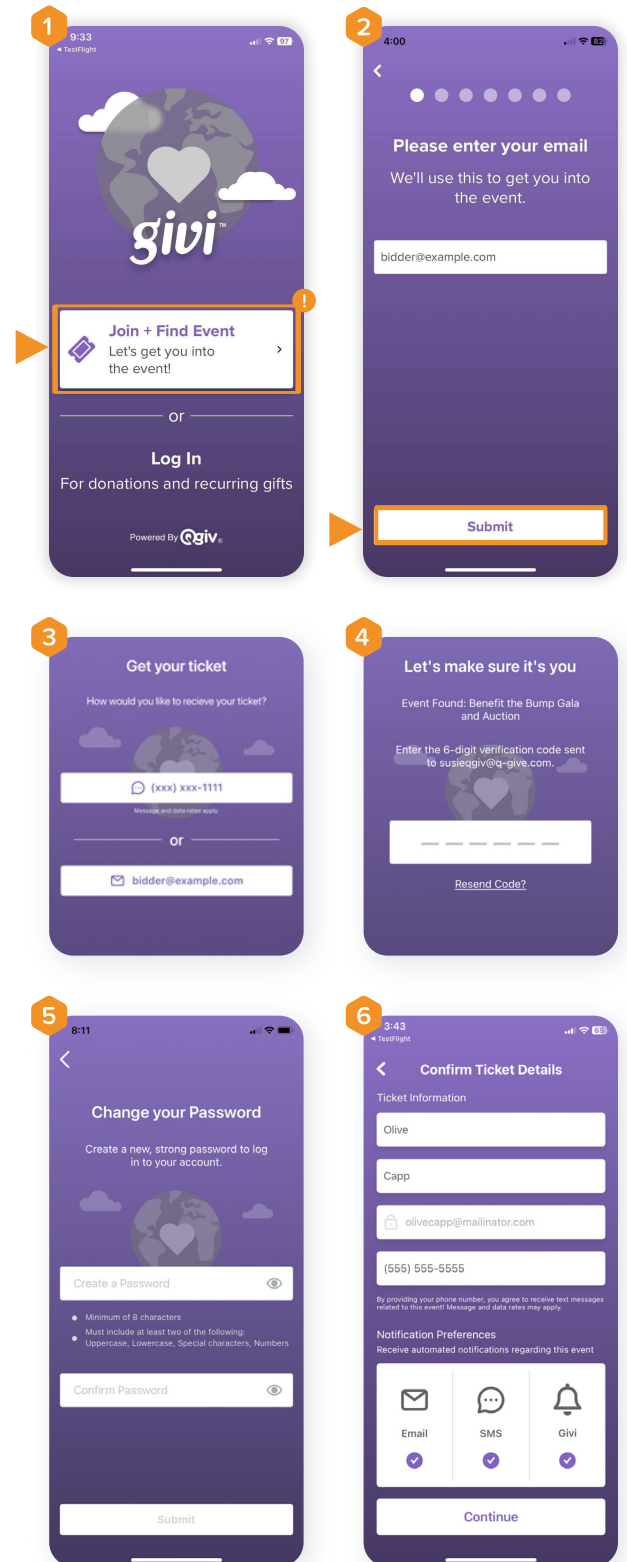 1
9:33
97
◄ TestFlight
givi™
!
Join + Find Event
Let's get you into
the event!
or
Log In
For donations and recurring gifts
Powered By Qgiv®
2
4:00
82
Please enter your email
We'll use this to get you into
the event.
bidder@example.com
Submit
3
Get your ticket
How would you like to recieve your ticket?
(xxx) xxx-1111
Message and data rates apply.
or
bidder@example.com
4
Let's make sure it's you
Event Found: Benefit the Bump Gala
and Auction
Enter the 6-digit verification code sent
to susieqgiv@q-give.com.
Resend Code?
5
8:11
Change your Password
Create a new, strong password to log
in to your account.
Create a Password
Minimum of 8 characters
Must include at least two of the following:
Uppercase, Lowercase, Special characters, Numbers
Confirm Password
Submit
6
3:43
◄ TestFlight
Confirm Ticket Details
Ticket Information
Olive
Capp
olivecapp@mailinator.com
(555) 555-5555
By providing your phone number, you agree to receive text messages
related to this event! Message and data rates may apply.
Notification Preferences
Receive automated notifications regarding this event
Email SMS Givi
Continue